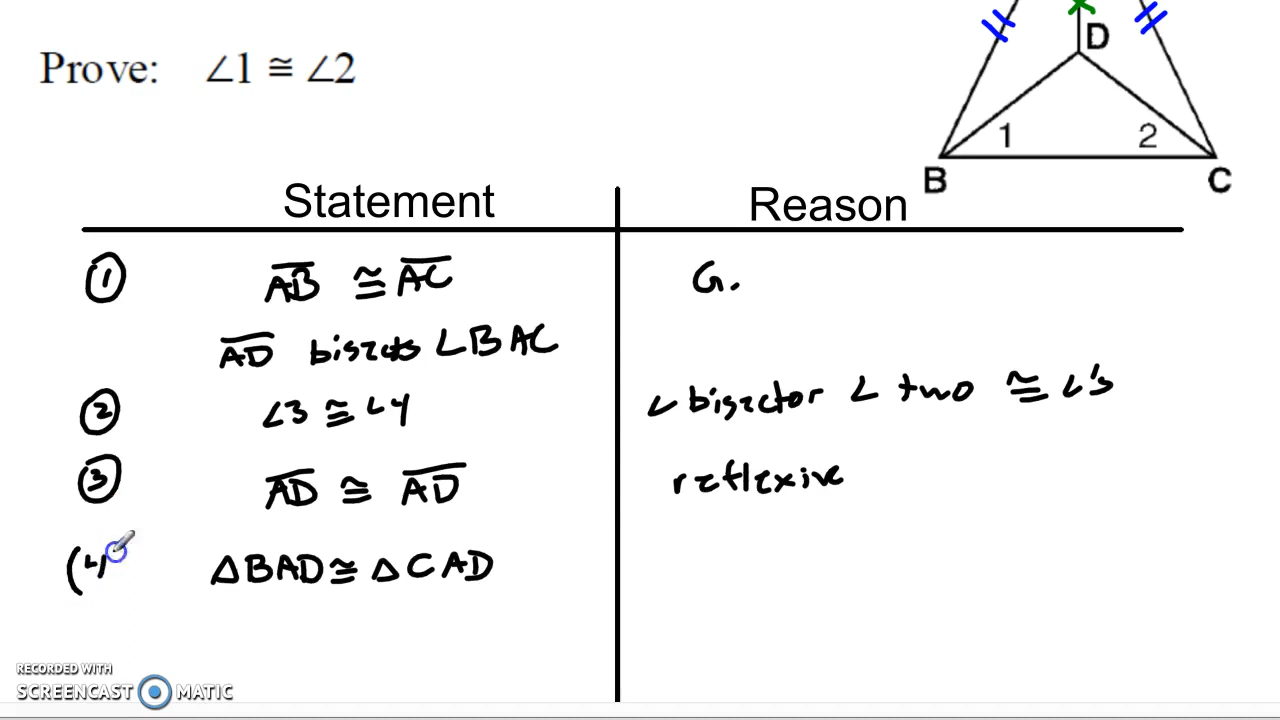 D
Prove: ∠1 ≅ ∠2
1 2
B C
Statement Reason
① AB ≅ AC G.
AD bisects ∠BAC
② ∠3 ≅ ∠4 ∠ bisector < two ≅ ∠'s
③ AD ≅ AD reflexive
(4 △BAD ≅ △CAD
RECORDED WITH
SCREENCAST MATIC